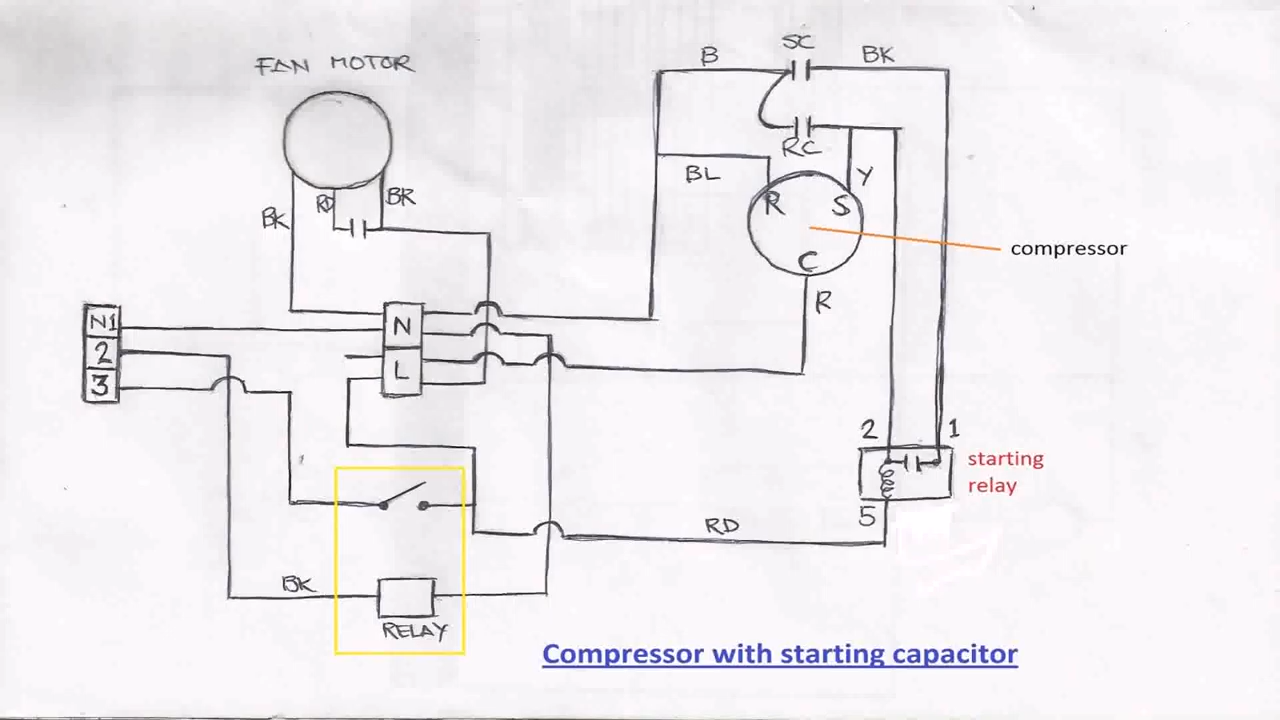 FAN MOTOR
SC
B
BK
RC
BL
Y
R
S
C
R
compressor
RD
BR
BK
N1
2
3
N
L
2
1
starting
relay
5
RD
BK
RELAY
Compressor with starting capacitor